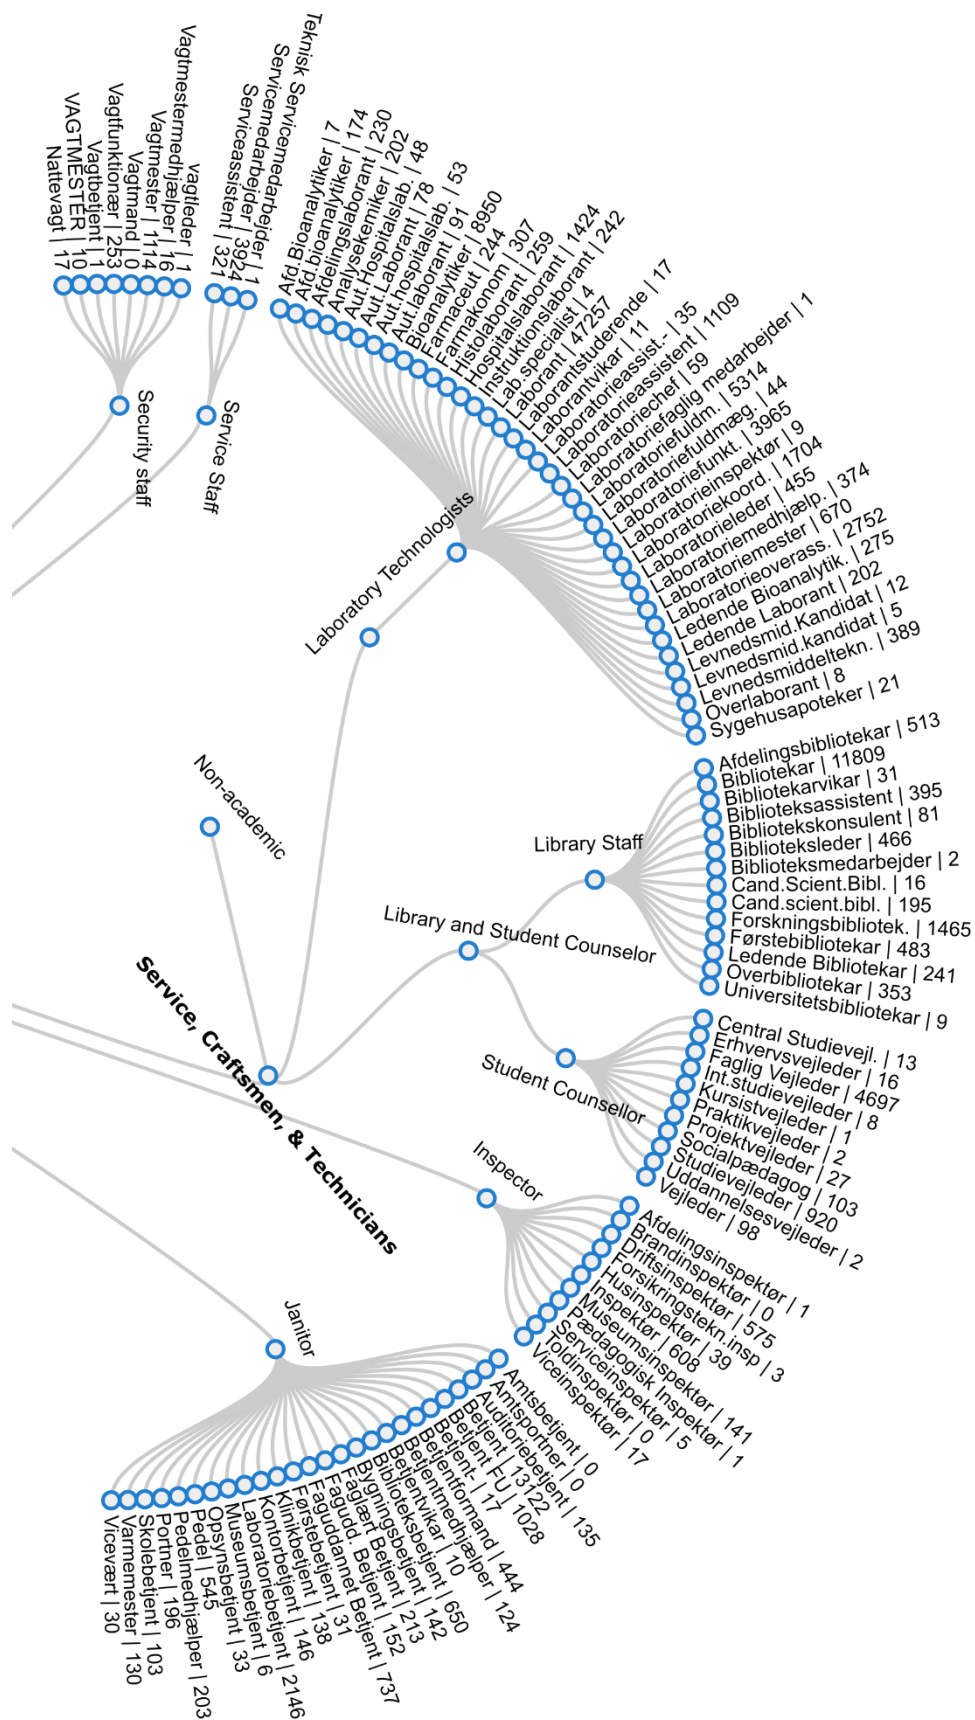 Nattevagt | 17
VAGTMESTER | 10
Vagtbetjent | 1
Vagtfunktionær | 253
Vagtmand | 0
Vagtmester | 1114
Vagtmestermedhjælper | 16
vagtleder | 1
Security staff
Serviceassistent | 321
Servicemedarbejder | 3924
Teknisk Servicemedarbejder | 1
Service Staff
Afd.Bioanalytiker | 7
Afd.bioanalytiker | 174
Afdelingslaborant | 230
Analysekemiker | 202
Aut.Hospitalslab. | 48
Aut.Laborant | 78
Aut.hospitalslab. | 53
Aut.laborant | 91
Bioanalytiker | 8950
Farmaceut | 244
Farmakonom | 307
Histolaborant | 259
Hospitalslaborant | 1424
Instruktionslaborant | 242
Lab.specialist | 4
Laborant | 47257
Laborantstuderende | 17
Laborantvikar | 11
Laboratorieassist.- | 35
Laboratorieassistent | 1109
Laboratoriechef | 59
Laboratoriefaglig medarbejder | 1
Laboratoriefuldm. | 5314
Laboratoriefuldmæg. | 44
Laboratoriefunkt. | 3965
Laboratorieinspektør | 9
Laboratoriekoord. | 1704
Laboratorieleder | 455
Laboratoriemedhjælp. | 374
Laboratoriemester | 670
Laboratorieoverass. | 2752
Ledende Bioanalytik. | 275
Ledende Laborant | 202
Levnedsmid.Kandidat | 12
Levnedsmid.kandidat | 5
Levnedsmiddeltekn. | 389
Overlaborant | 8
Sygehusapoteker | 21
Laboratory Technologists
Non-academic
Afdelingsbibliotekar | 513
Bibliotekar | 11809
Bibliotekarvikar | 31
Biblioteksassistent | 395
Bibliotekskonsulent | 81
Biblioteksleder | 466
Biblioteksmedarbejder | 2
Cand.Scient.Bibl. | 16
Cand.scient.bibl. | 195
Forskningsbibliotek. | 1465
Førstebibliotekar | 483
Ledende Bibliotekar | 241
Overbibliotekar | 353
Universitetsbibliotekar | 9
Library Staff
Library and Student Counselor
Service, Craftsmen, & Technicians
Central Studievejl. | 13
Erhvervsvejleder | 16
Faglig Vejleder | 4697
Int.studievejleder | 8
Kursistvejleder | 1
Praktikvejleder | 2
Projektvejleder | 27
Socialpædagog | 103
Studievejleder | 920
Uddannelsesvejleder | 2
Vejleder | 98
Student Counsellor
Inspector
Afdelingsinspektør | 1
Brandinspektør | 0
Driftsinspektør | 575
Forsikringstekn.insp | 3
Husinspektør | 39
Inspektør | 608
Museumsinspektør | 141
Pædagogisk Inspektør | 1
Serviceinspektør | 5
Toldinspektør | 0
Viceinspektør | 17
Janitor
Amtsbetjent | 0
Amtsportner | 0
Auditoriebetjent | 135
Betjent | 13122
Betjent FU | 1028
Betjent- | 17
Betjentformand | 444
Betjentmedhjælper | 124
Betjentvikar | 10
Biblioteksbetjent | 650
Bygningsbetjent | 142
Faglært Betjent | 213
Fagudd. Betjent | 152
Faguddannet Betjent | 737
Førstebetjent | 31
Klinikbetjent | 138
Kontorbetjent | 146
Laboratoriebetjent | 2146
Museumsbetjent | 6
Opsynsbetjent | 33
Pedel | 545
Pedelmedhjælper | 203
Portner | 196
Skolebetjent | 103
Varmemester | 130
Vicevært | 30